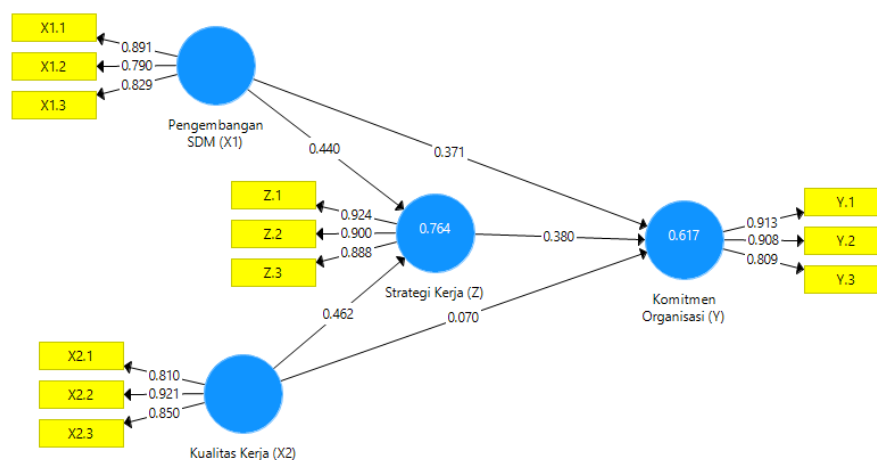 X1.1
0.891
X1.2
0.790
0.829
X1.3
Pengembangan
SDM (X1)
0.440
0.371
Z.1
0.924
Z.2
0.900
0.888
Z.3
0.764
Strategi Kerja (Z)
0.380
0.617
Komitmen
Organisasi (Y)
0.913
Y.1
0.908
Y.2
0.809
Y.3
0.462
0.070
X2.1
0.810
X2.2
0.921
0.850
X2.3
Kualitas Kerja (X2)